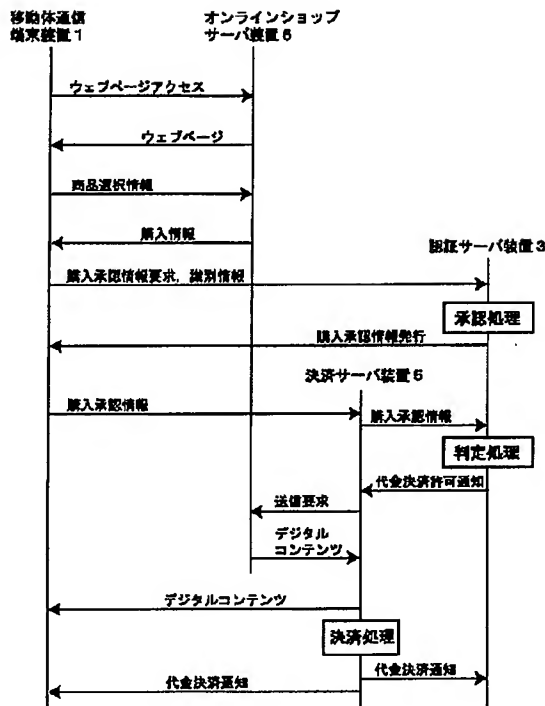 移動体通信
端末装置1
オンラインショップ
サーバ装置6
ウェブページアクセス
ウェブページ
商品選択情報
購入情報
認証サーバ装置3
購入承認情報要求，識別情報
承認処理
購入承認情報発行
決済サーバ装置5
購入承認情報
購入承認情報
判定処理
代金決済許可通知
送信要求
デジタル
コンテンツ
デジタルコンテンツ
決済処理
代金決済通知
代金決済通知